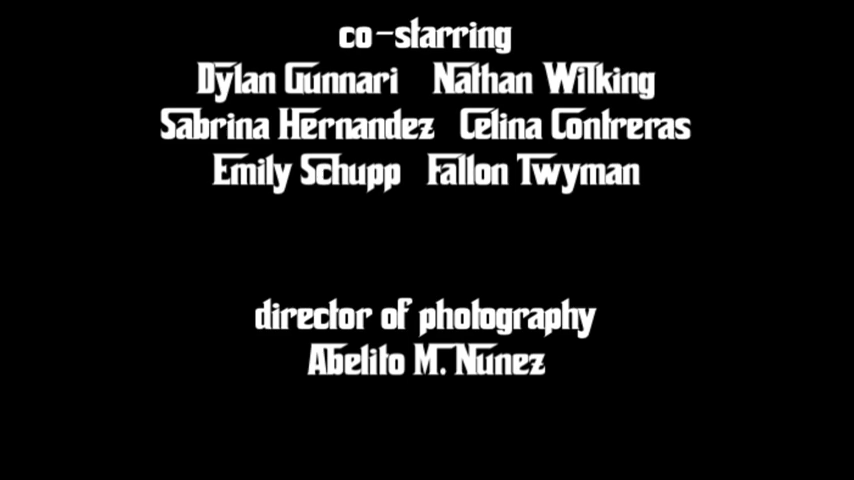 co-starring
Dylan Gunnari Nathan Wilking
Sabrina Hernandez Celina Contreras
Emily Schupp Fallon Twyman
director of photography
Abelito M. Nunez